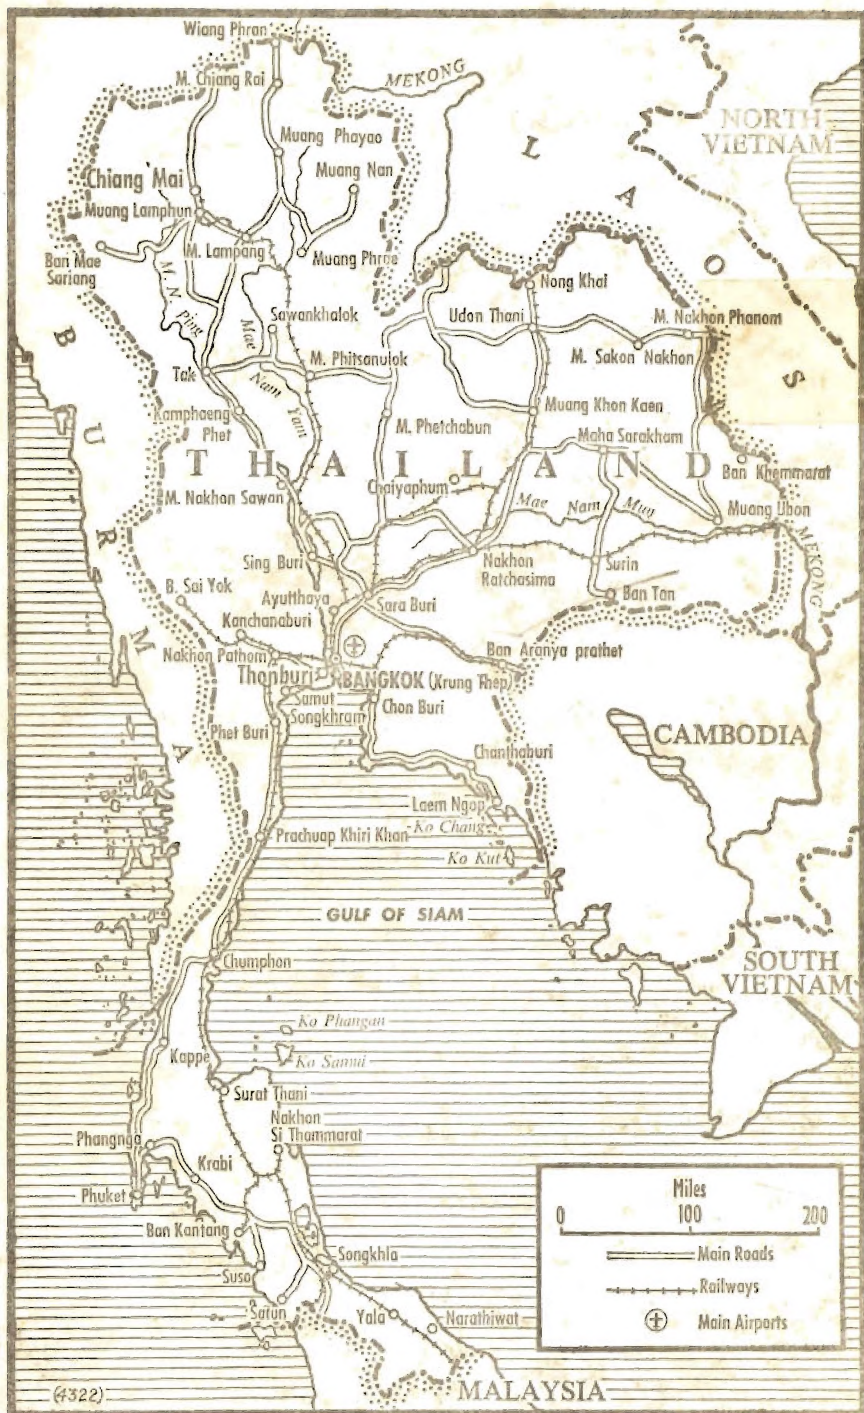 Wiang Phran
M. Chiang Rai
MEKONG
NORTH
VIETNAM
Muang Phayao
Muang Nan
Chiang Mai
Muang Lamphun
M. Lampang
Muang Phrae
Ban Mae
Sariang
M. N. Ping
LAOS
Nong Khai
Sawankhalok
Udon Thani
M. Nakhon Phanom
M. Sakon Nakhon
Mae Nam Yam
M. Phitsanulok
Tak
Kamphaeng
Phet
M. Phetchabun
Muang Khon Kaen
Maha Sarakham
BURMA
THAILAND
Ban Khemmarat
M. Nakhon Sawan
Chaiyaphum
Mae Nam Mun
Muang Ubon
MEKONG
Sing Buri
Nakhon
Ratchasima
Surin
B. Sai Yok
Ayutthaya
Sara Buri
Ban Tan
Kanchanaburi
Nakhon Pathom
Ban Aranya prathet
Thonburi
BANGKOK (Krung Thep)
Samut
Songkhram
Chon Buri
Phet Buri
CAMBODIA
Chanthaburi
Laem Ngop
Ko Chang
Prachuap Khiri Khan
Ko Kut
GULF OF SIAM
Chumphon
SOUTH
VIETNAM
Ko Phangan
Kappe
Ko Samui
Surat Thani
Nakhon
Si Thammarat
Phangnga
Krabi
Phuket
Ban Kantang
Songkhla
Suso
Satun
Yala
Narathiwat
MALAYSIA
Miles
0 100 200
Main Roads
Railways
Main Airports
(4322)